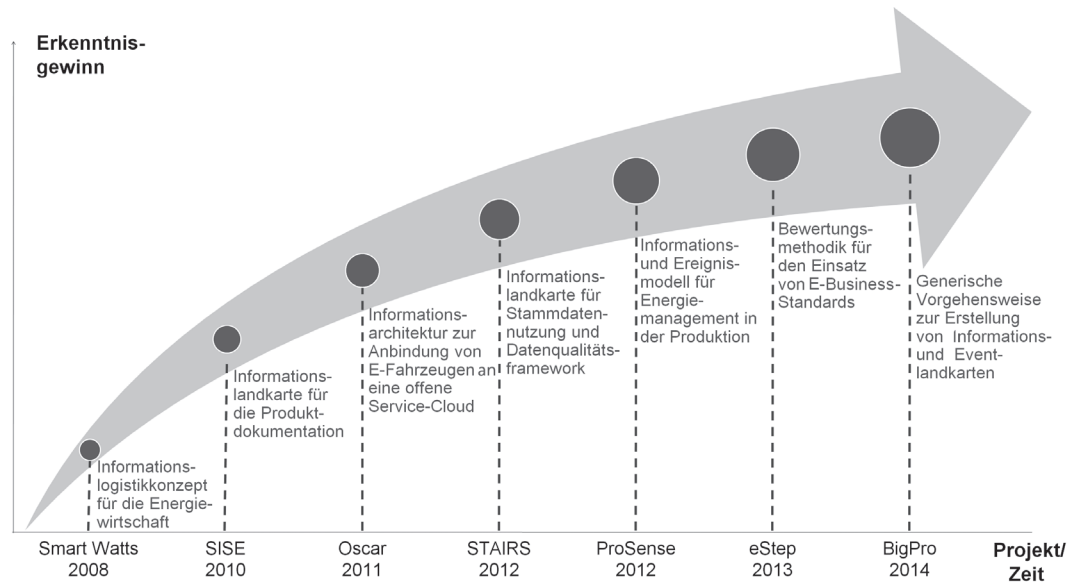 Erkenntnis-
gewinn
Informations-
logistikkonzept
für die Energie-
wirtschaft
Informations-
landkarte für
die Produkt-
dokumentation
Informations-
architektur zur
Anbindung von
E-Fahrzeugen an
eine offene
Service-Cloud
Informations-
landkarte für
Stammdaten-
nutzung und
Datenqualitäts-
framework
Informations-
und Ereignis-
modell für
Energie-
management in
der Produktion
Bewertungs-
methodik für
den Einsatz
von E-Business-
Standards
Generische
Vorgehensweise
zur Erstellung
von Informations-
und Event-
landkarten
Smart Watts
2008
SISE
2010
Oscar
2011
STAIRS
2012
ProSense
2012
eStep
2013
BigPro
2014
Projekt/
Zeit